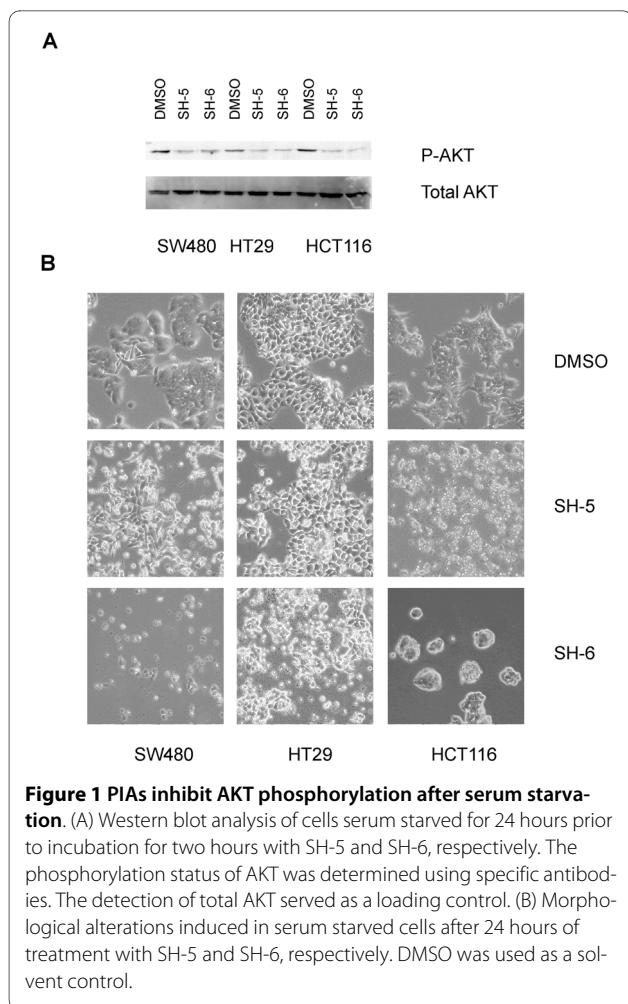 A
DMSO SH-5 SH-6 DMSO SH-5 SH-6 DMSO SH-5 SH-6
P-AKT
Total AKT
SW480 HT29 HCT116
B
DMSO
SH-5
SH-6
SW480 HT29 HCT116
Figure 1 PIAs inhibit AKT phosphorylation after serum starva-
tion. (A) Western blot analysis of cells serum starved for 24 hours prior
to incubation for two hours with SH-5 and SH-6, respectively. The
phosphorylation status of AKT was determined using specific antibod-
ies. The detection of total AKT served as a loading control. (B) Morpho-
logical alterations induced in serum starved cells after 24 hours of
treatment with SH-5 and SH-6, respectively. DMSO was used as a sol-
vent control.